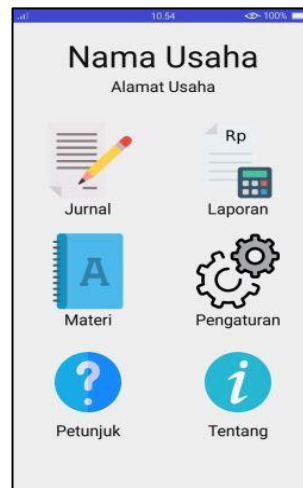 10.54 100%
Nama Usaha
Alamat Usaha
Rp
Jurnal Laporan
A
Materi Pengaturan
? i
Petunjuk Tentang